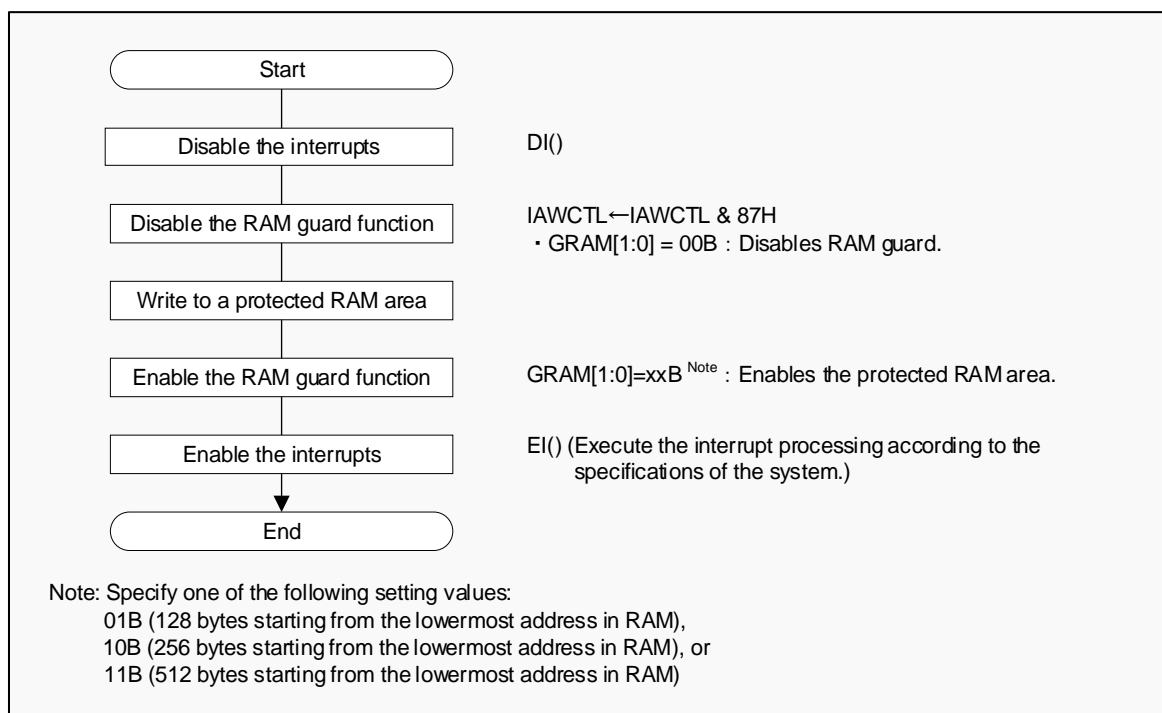 Start
Disable the interrupts
DI()
Disable the RAM guard function
IAWCTL←IAWCTL & 87H
・GRAM[1:0] = 00B : Disables RAM guard.
Write to a protected RAM area
Enable the RAM guard function
GRAM[1:0]=xxB Note : Enables the protected RAM area.
Enable the interrupts
EI() (Execute the interrupt processing according to the
specifications of the system.)
End
Note: Specify one of the following setting values:
01B (128 bytes starting from the lowermost address in RAM),
10B (256 bytes starting from the lowermost address in RAM), or
11B (512 bytes starting from the lowermost address in RAM)